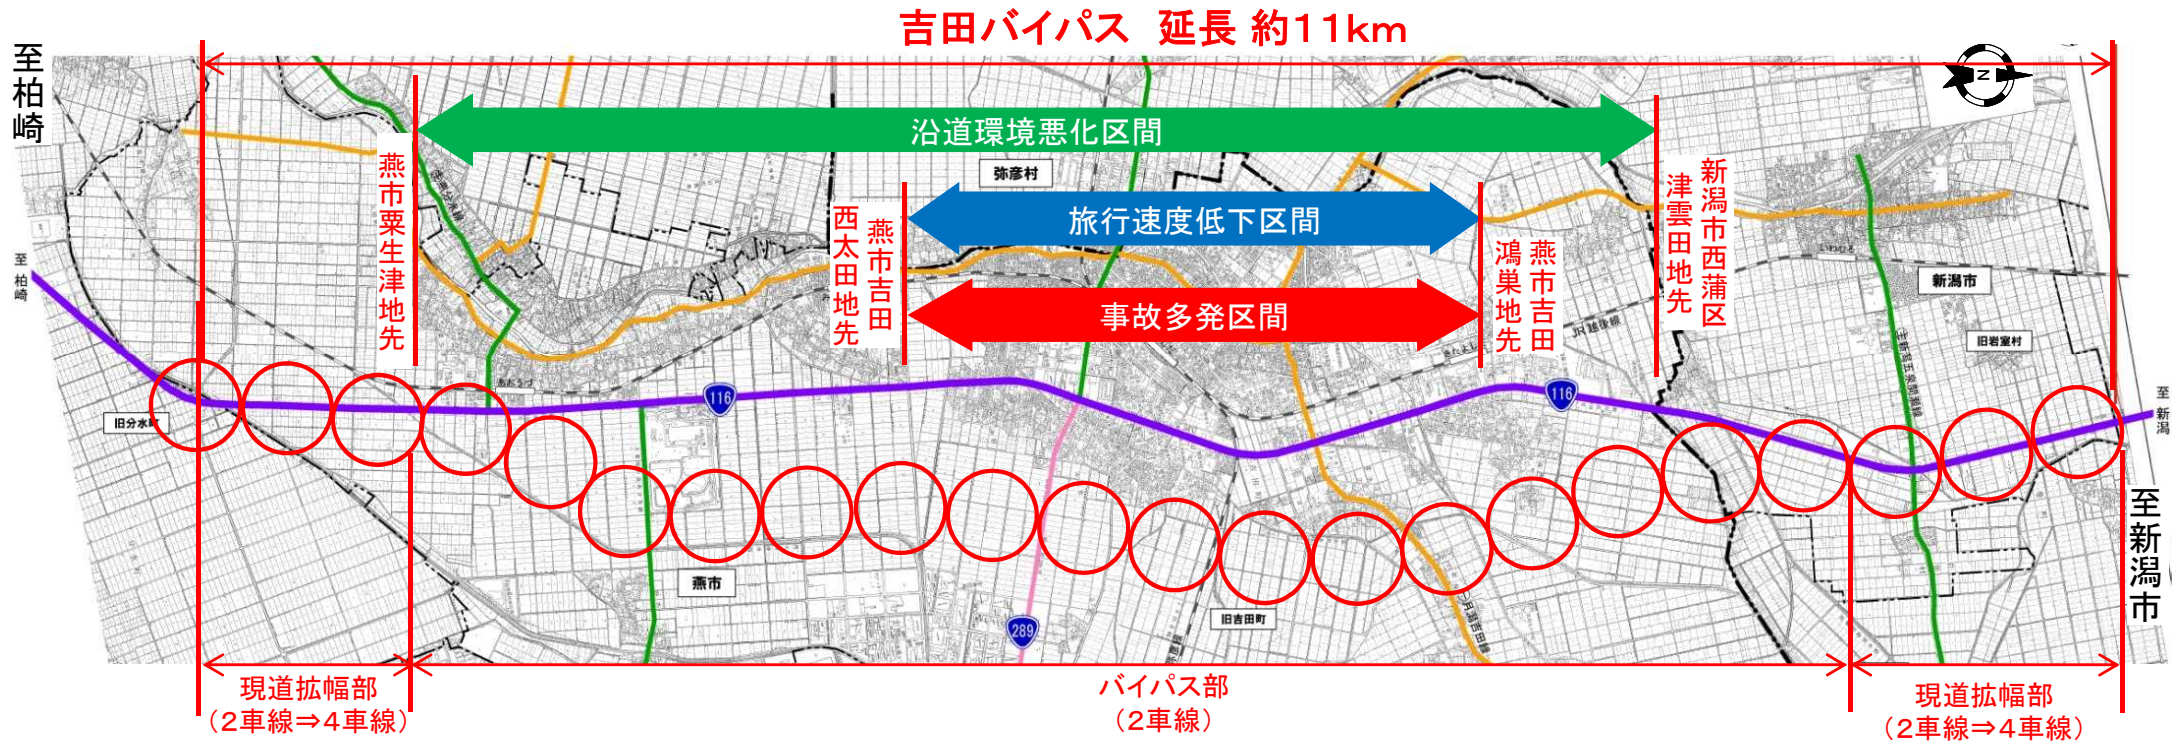 吉田バイパス 延長 約11km
至柏崎
N
沿道環境悪化区間
弥彦村
燕市粟生津地先
旅行速度低下区間
燕市吉田
西太田地先
事故多発区間
燕市吉田
鴻巣地先
新潟市西蒲区
津雲田地先
新潟市
旧岩室村
JR越後線
至柏崎
116
116
至新潟
旧分水町
燕市
289
旧吉田町
至新潟市
現道拡幅部
(2車線⇒4車線)
バイパス部
(2車線)
現道拡幅部
(2車線⇒4車線)